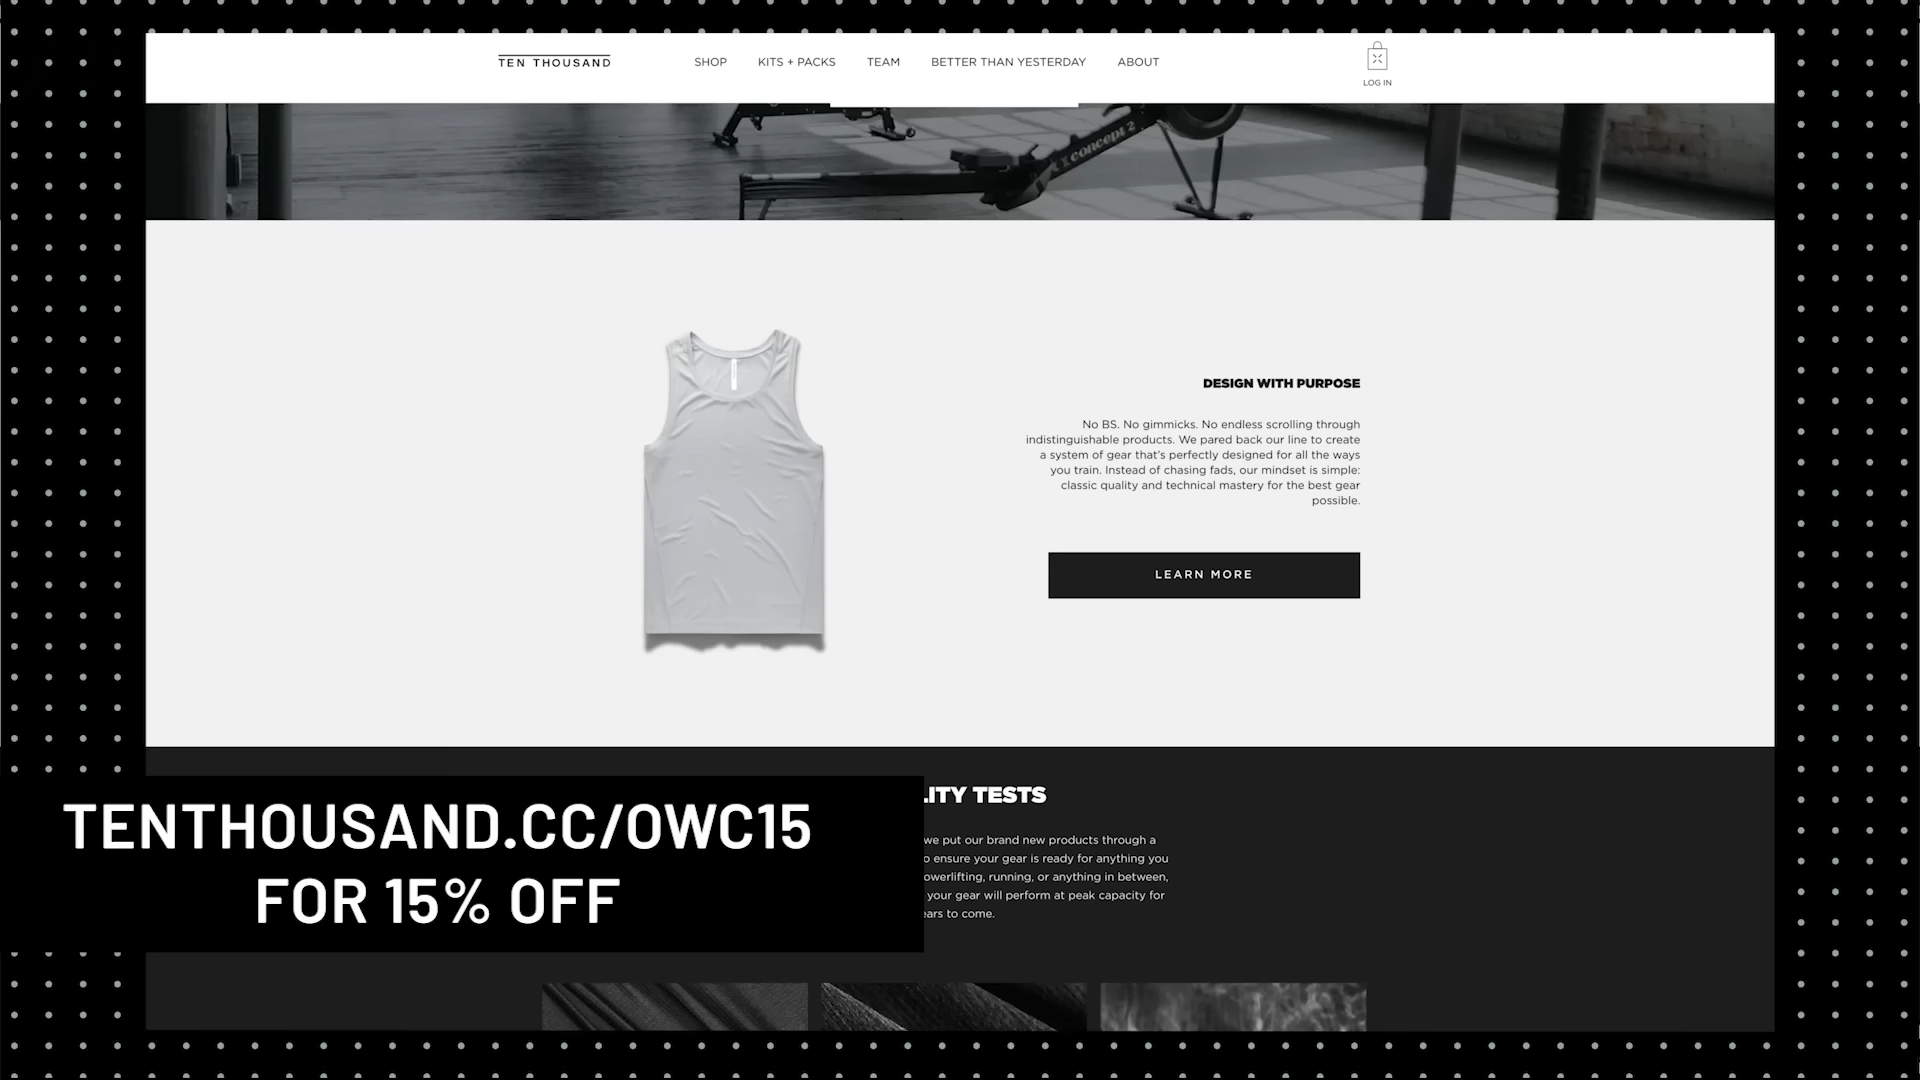 TEN THOUSAND
SHOP
KITS + PACKS
TEAM
BETTER THAN YESTERDAY
ABOUT
LOG IN
concept 2
DESIGN WITH PURPOSE
No BS. No gimmicks. No endless scrolling through
indistinguishable products. We pared back our line to create
a system of gear that's perfectly designed for all the ways
you train. Instead of chasing fads, our mindset is simple:
classic quality and technical mastery for the best gear
possible.
LEARN MORE
LITY TESTS
we put our brand new products through a
o ensure your gear is ready for anything you
owerlifting, running, or anything in between,
your gear will perform at peak capacity for
ears to come.
TENTHOUSAND.CC/OWC15
FOR 15% OFF